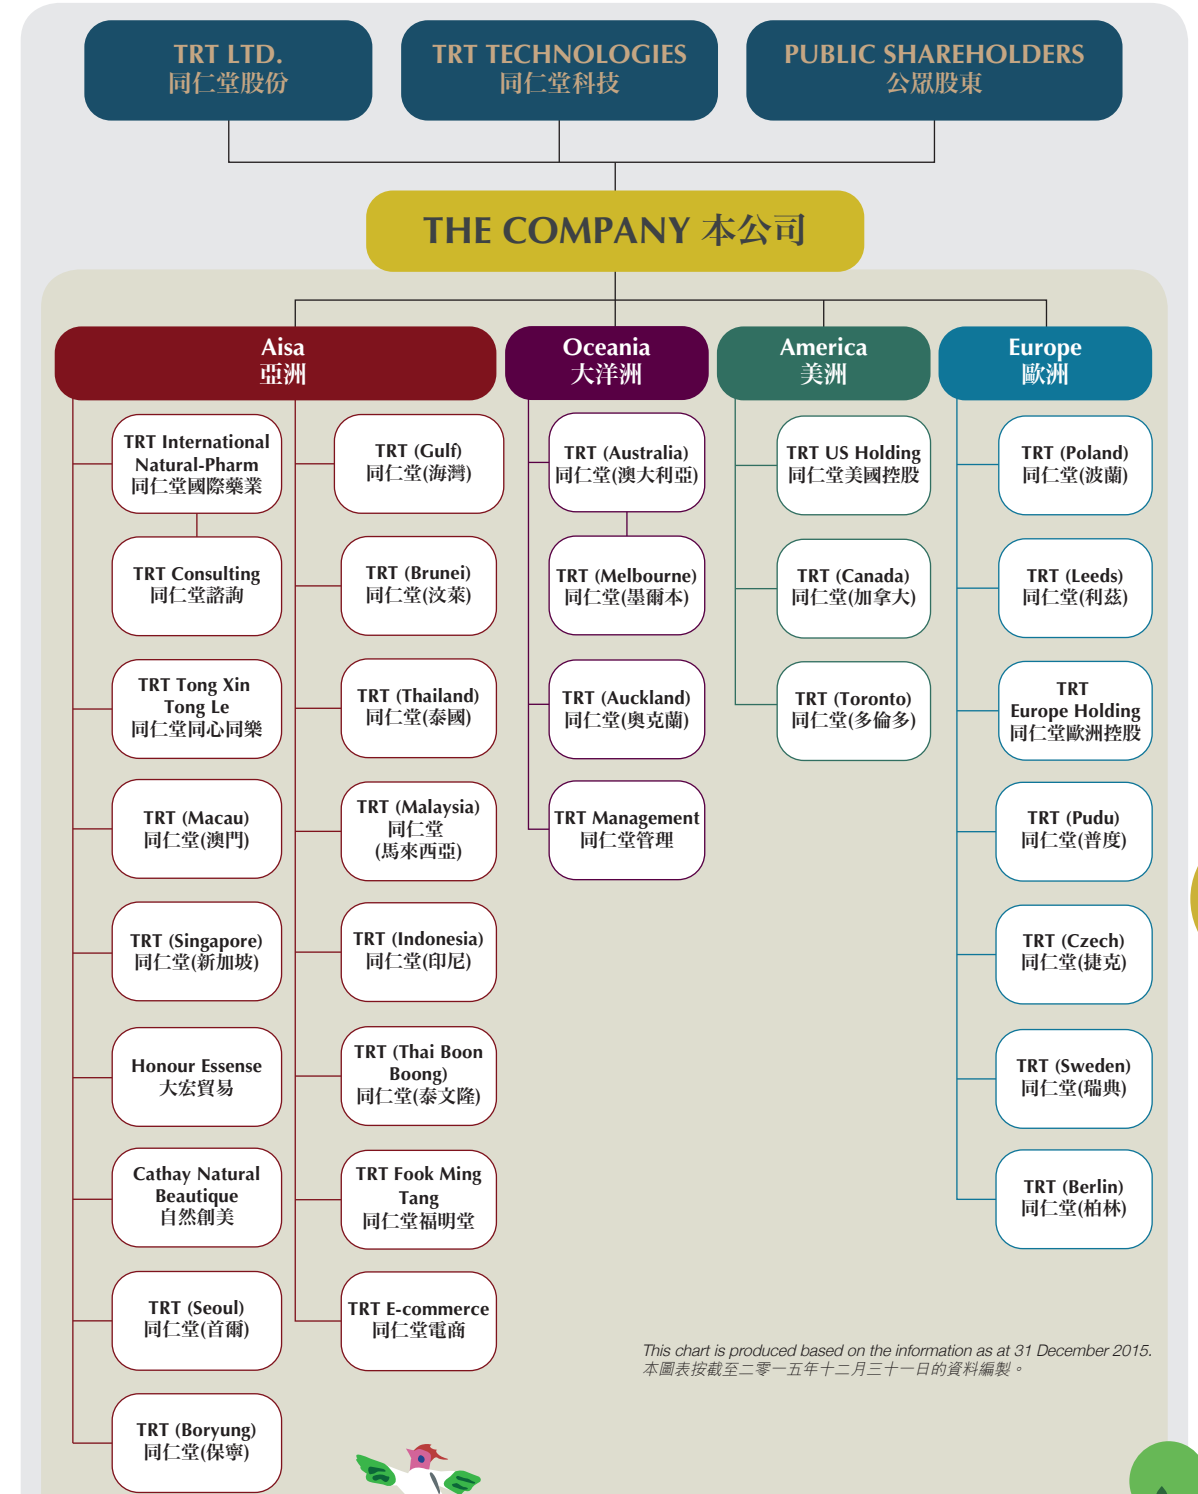 TRT LTD.
同仁堂股份
TRT TECHNOLOGIES
同仁堂科技
PUBLIC SHAREHOLDERS
公眾股東
THE COMPANY 本公司
Aisa
亞洲
Oceania
大洋洲
America
美洲
Europe
歐洲
TRT International
Natural-Pharm
同仁堂國際藥業
TRT Consulting
同仁堂諮詢
TRT Tong Xin
Tong Le
同仁堂同心同樂
TRT (Macau)
同仁堂(澳門)
TRT (Singapore)
同仁堂(新加坡)
Honour Essense
大宏貿易
Cathay Natural
Beautique
自然創美
TRT (Seoul)
同仁堂(首爾)
TRT (Boryung)
同仁堂(保寧)
TRT (Gulf)
同仁堂(海灣)
TRT (Brunei)
同仁堂(汶萊)
TRT (Thailand)
同仁堂(泰國)
TRT (Malaysia)
同仁堂
(馬來西亞)
TRT (Indonesia)
同仁堂(印尼)
TRT (Thai Boon
Boong)
同仁堂(泰文隆)
TRT Fook Ming
Tang
同仁堂福明堂
TRT E-commerce
同仁堂電商
TRT (Australia)
同仁堂(澳大利亞)
TRT (Melbourne)
同仁堂(墨爾本)
TRT (Auckland)
同仁堂(奧克蘭)
TRT Management
同仁堂管理
TRT US Holding
同仁堂美國控股
TRT (Canada)
同仁堂(加拿大)
TRT (Toronto)
同仁堂(多倫多)
TRT (Poland)
同仁堂(波蘭)
TRT (Leeds)
同仁堂(利茲)
TRT
Europe Holding
同仁堂歐洲控股
TRT (Pudu)
同仁堂(普度)
TRT (Czech)
同仁堂(捷克)
TRT (Sweden)
同仁堂(瑞典)
TRT (Berlin)
同仁堂(柏林)
This chart is produced based on the information as at 31 December 2015.
本圖表按截至二零一五年十二月三十一日的資料編製。